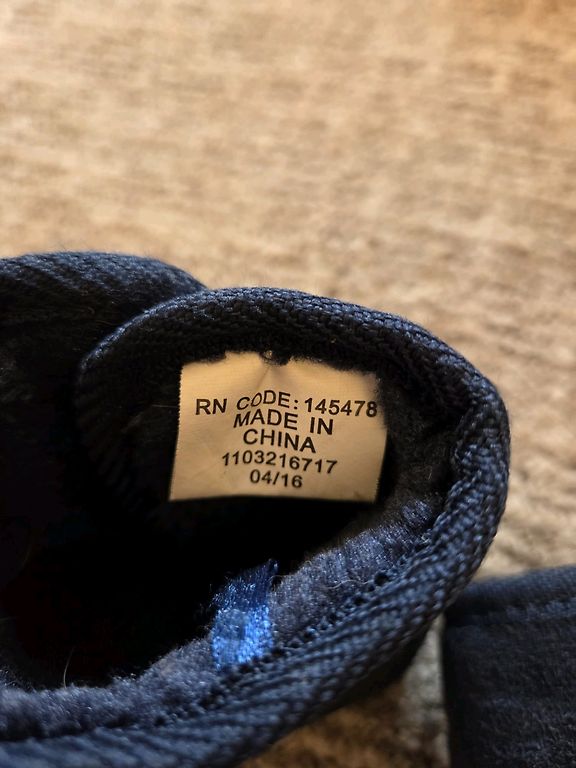 RN CODE: 145478
MADE IN
CHINA
1103216717
04/16